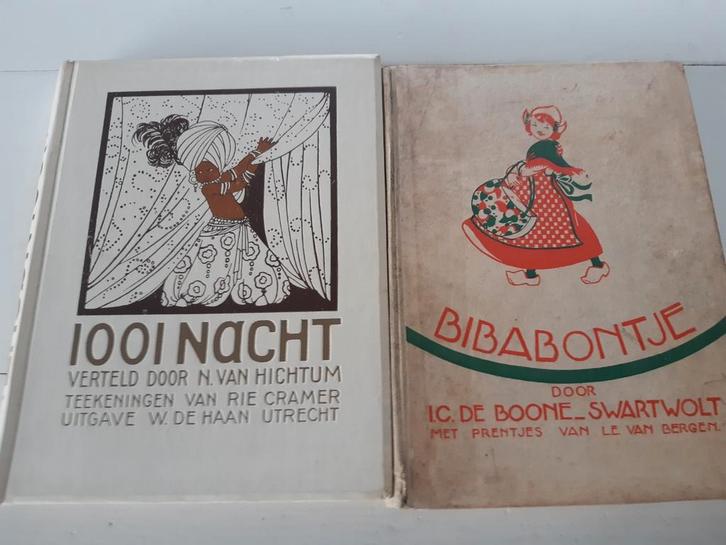 1001 NaCHT
VERTELD DOOR N. VAN HICHTUM
TEEKENINGEN VAN RIE CRAMER
UITGAVE W. DE HAAN UTRECHT
BIBABONTJE
DOOR
I.C. DE BOONE_SWARTWOLT
MET PRENTJES VAN L.E. VAN BERGEN.